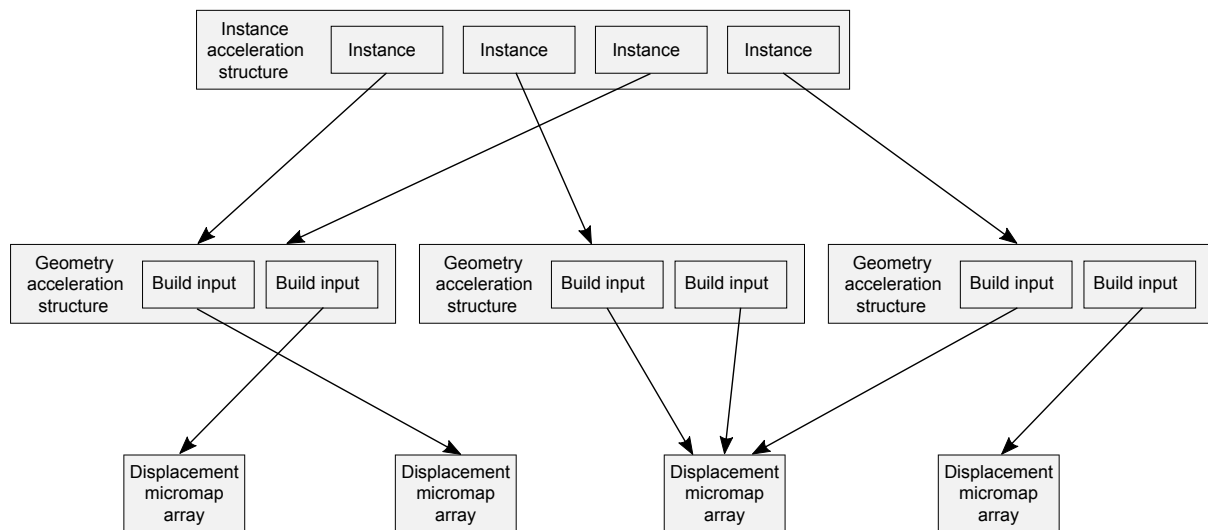 Instance
acceleration
structure
Instance
Instance
Instance
Instance
Geometry
acceleration
structure
Build input
Build input
Geometry
acceleration
structure
Build input
Build input
Geometry
acceleration
structure
Build input
Build input
Displacement
micromap
array
Displacement
micromap
array
Displacement
micromap
array
Displacement
micromap
array